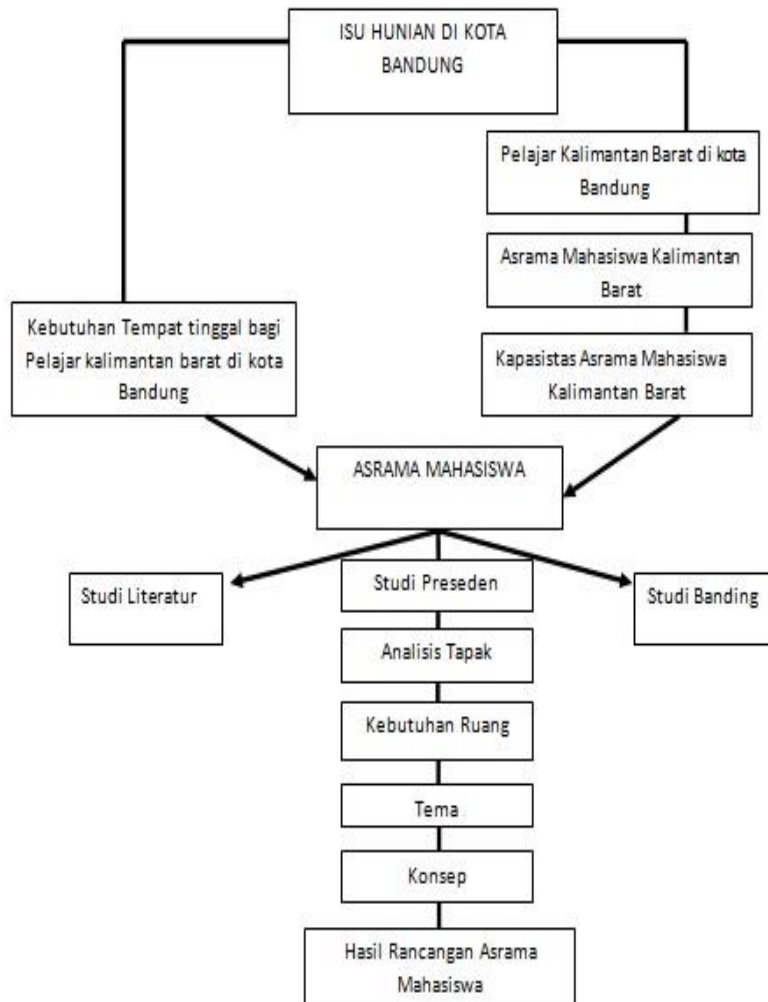 ISU HUNIAN DI KOTA
BANDUNG
Pelajar Kalimantan Barat di kota
Bandung
Asrama Mahasiswa Kalimantan
Barat
Kebutuhan Tempat tinggal bagi
Pelajar kalimantan barat di kota
Bandung
Kapasistas Asrama Mahasiswa
Kalimantan Barat
ASRAMA MAHASISWA
Studi Literatur
Studi Preseden
Studi Banding
Analisis Tapak
Kebutuhan Ruang
Tema
Konsep
Hasil Rancangan Asrama
Mahasiswa